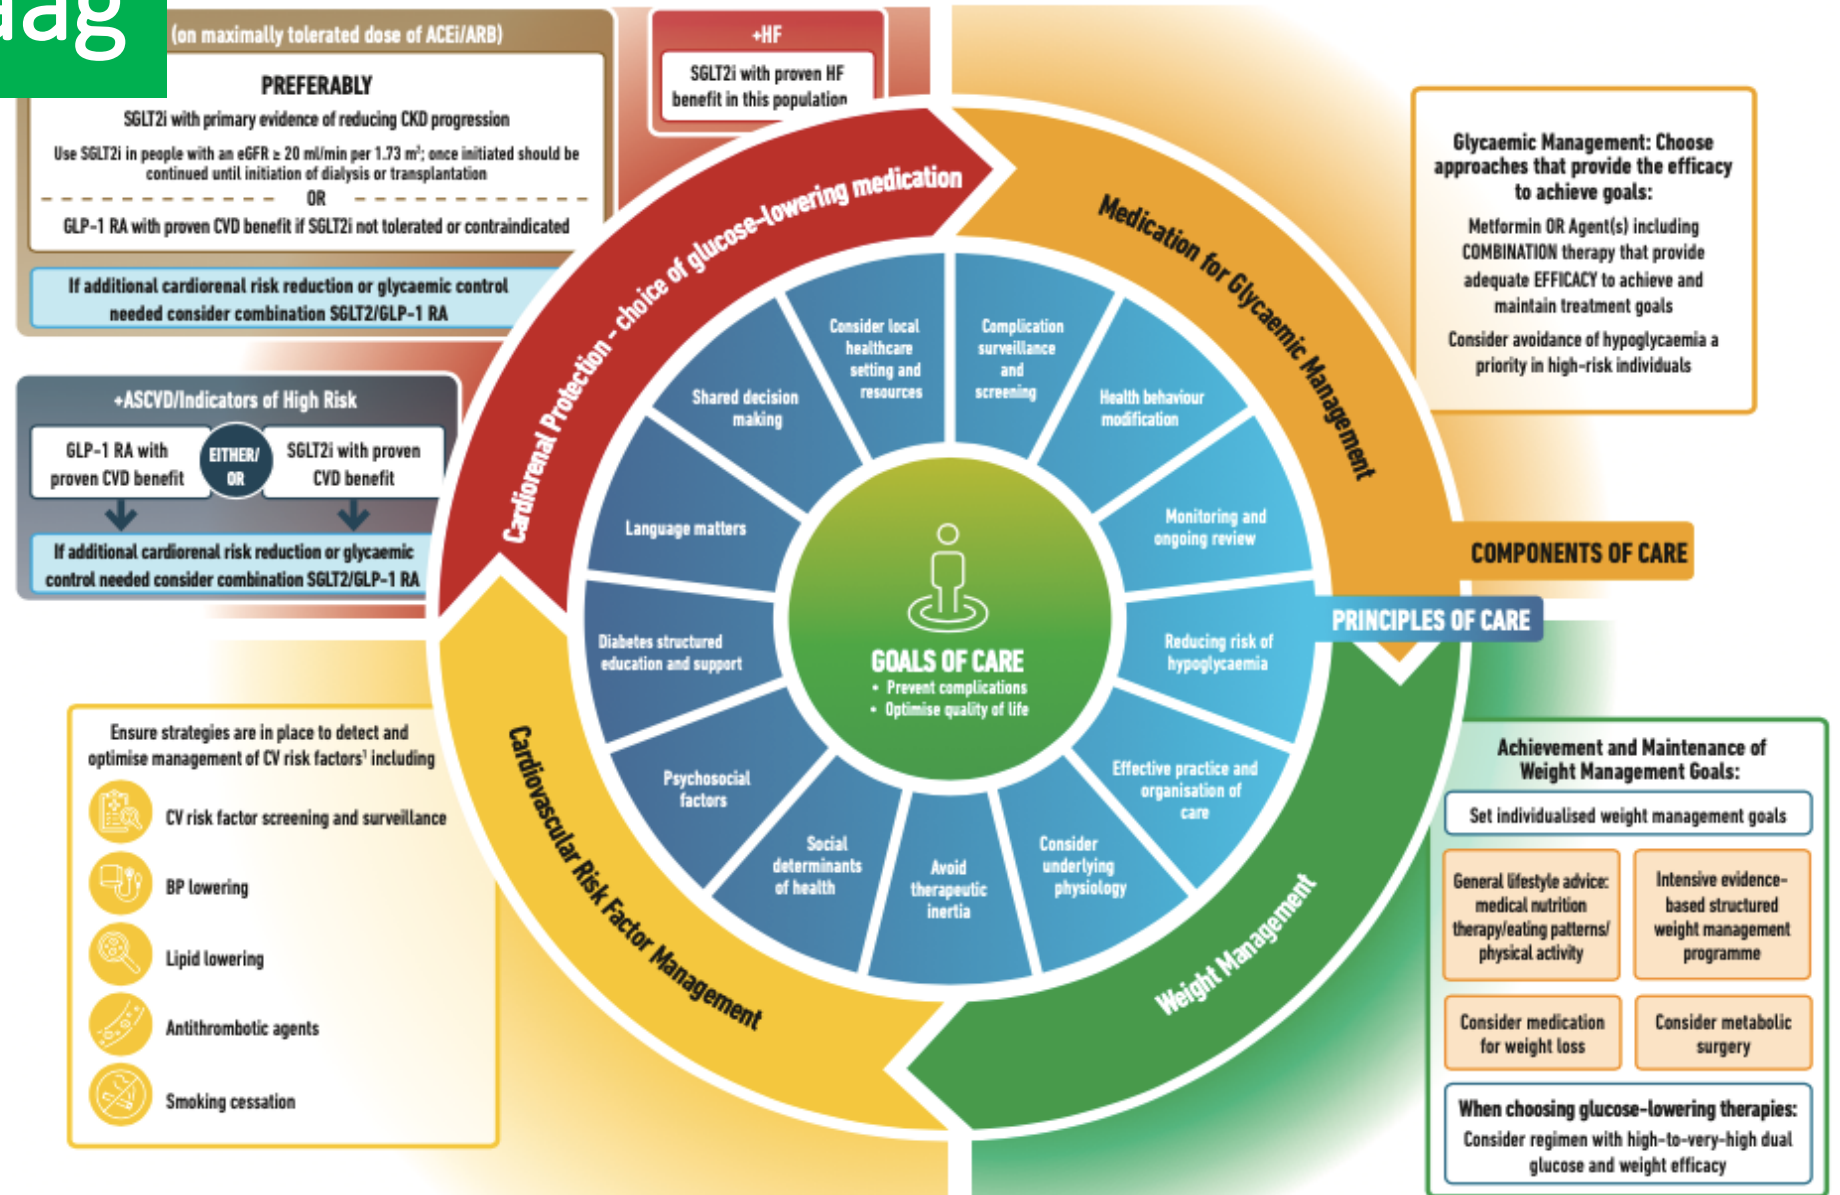 aag
(on maximally tolerated dose of ACEi/ARB)
PREFERABLY
SGLT2i with primary evidence of reducing CKD progression
Use SGLT2i in people with an eGFR ≥ 20 ml/min per 1.73 m²; once initiated should be
continued until initiation of dialysis or transplantation
OR
GLP-1 RA with proven CVD benefit if SGLT2i not tolerated or contraindicated
If additional cardiorenal risk reduction or glycaemic control
needed consider combination SGLT2/GLP-1 RA
+HF
SGLT2i with proven HF
benefit in this population
+ASCVD/Indicators of High Risk
GLP-1 RA with
proven CVD benefit
EITHER/
OR
SGLT2i with proven
CVD benefit
If additional cardiorenal risk reduction or glycaemic
control needed consider combination SGLT2/GLP-1 RA
Cardiorenal Protection - choice of glucose-lowering medication
Medication for Glycaemic Management
Glycaemic Management: Choose
approaches that provide the efficacy
to achieve goals:
Metformin OR Agent(s) including
COMBINATION therapy that provide
adequate EFFICACY to achieve and
maintain treatment goals
Consider avoidance of hypoglycaemia a
priority in high-risk individuals
COMPONENTS OF CARE
PRINCIPLES OF CARE
Consider local
healthcare
setting and
resources
Complication
surveillance
and
screening
Health behaviour
modification
Monitoring and
ongoing review
Reducing risk of
hypoglycaemia
Effective practice and
organisation of
care
Consider
underlying
physiology
Avoid
therapeutic
inertia
Social
determinants
of health
Psychosocial
factors
Diabetes structured
education and support
Language matters
Shared decision
making
GOALS OF CARE
• Prevent complications
• Optimise quality of life
Cardiovascular Risk Factor Management
Weight Management
Ensure strategies are in place to detect and
optimise management of CV risk factors¹ including
CV risk factor screening and surveillance
BP lowering
Lipid lowering
Antithrombotic agents
Smoking cessation
Achievement and Maintenance of
Weight Management Goals:
Set individualised weight management goals
General lifestyle advice:
medical nutrition
therapy/eating patterns/
physical activity
Intensive evidence-
based structured
weight management
programme
Consider medication
for weight loss
Consider metabolic
surgery
When choosing glucose-lowering therapies:
Consider regimen with high-to-very-high dual
glucose and weight efficacy